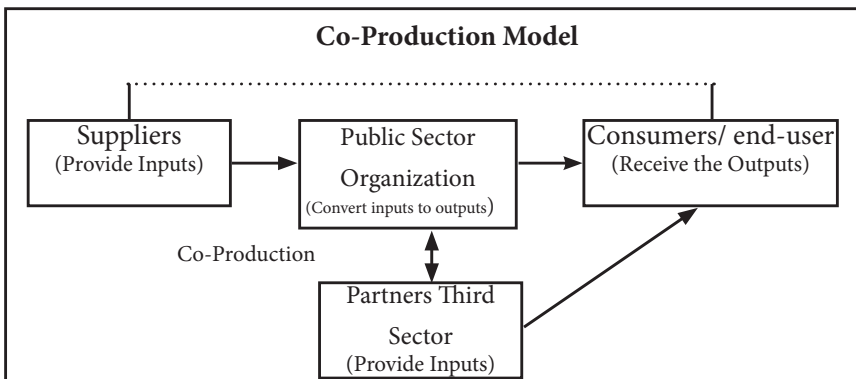 Co-Production Model
Suppliers
(Provide Inputs)
Public Sector
Organization
(Convert inputs to outputs)
Consumers/ end-user
(Receive the Outputs)
Co-Production
Partners Third
Sector
(Provide Inputs)